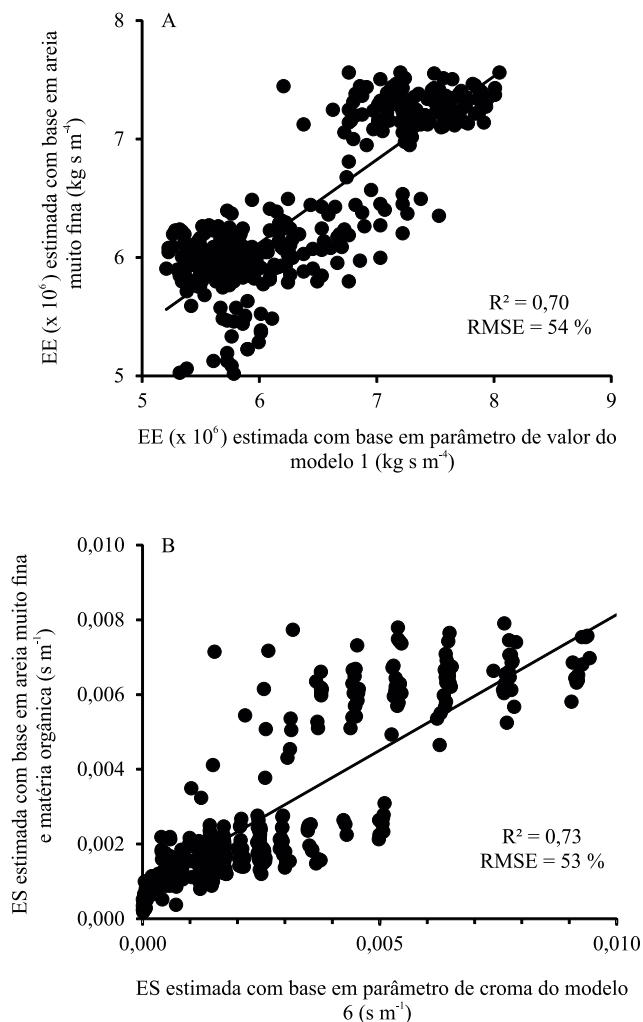 A
EE (x 10⁶) estimada com base em areia
muito fina (kg s m⁻⁴)
8
7
6
5
5 6 7 8 9
R² = 0,70
RMSE = 54 %
EE (x 10⁶) estimada com base em parâmetro de valor do
modelo 1 (kg s m⁻⁴)
B
ES estimada com base em areia muito fina
e matéria orgânica (s m⁻¹)
0,010
0,008
0,006
0,004
0,002
0,000
0,000 0,005 0,010
R² = 0,73
RMSE = 53 %
ES estimada com base em parâmetro de croma do modelo
6 (s m⁻¹)